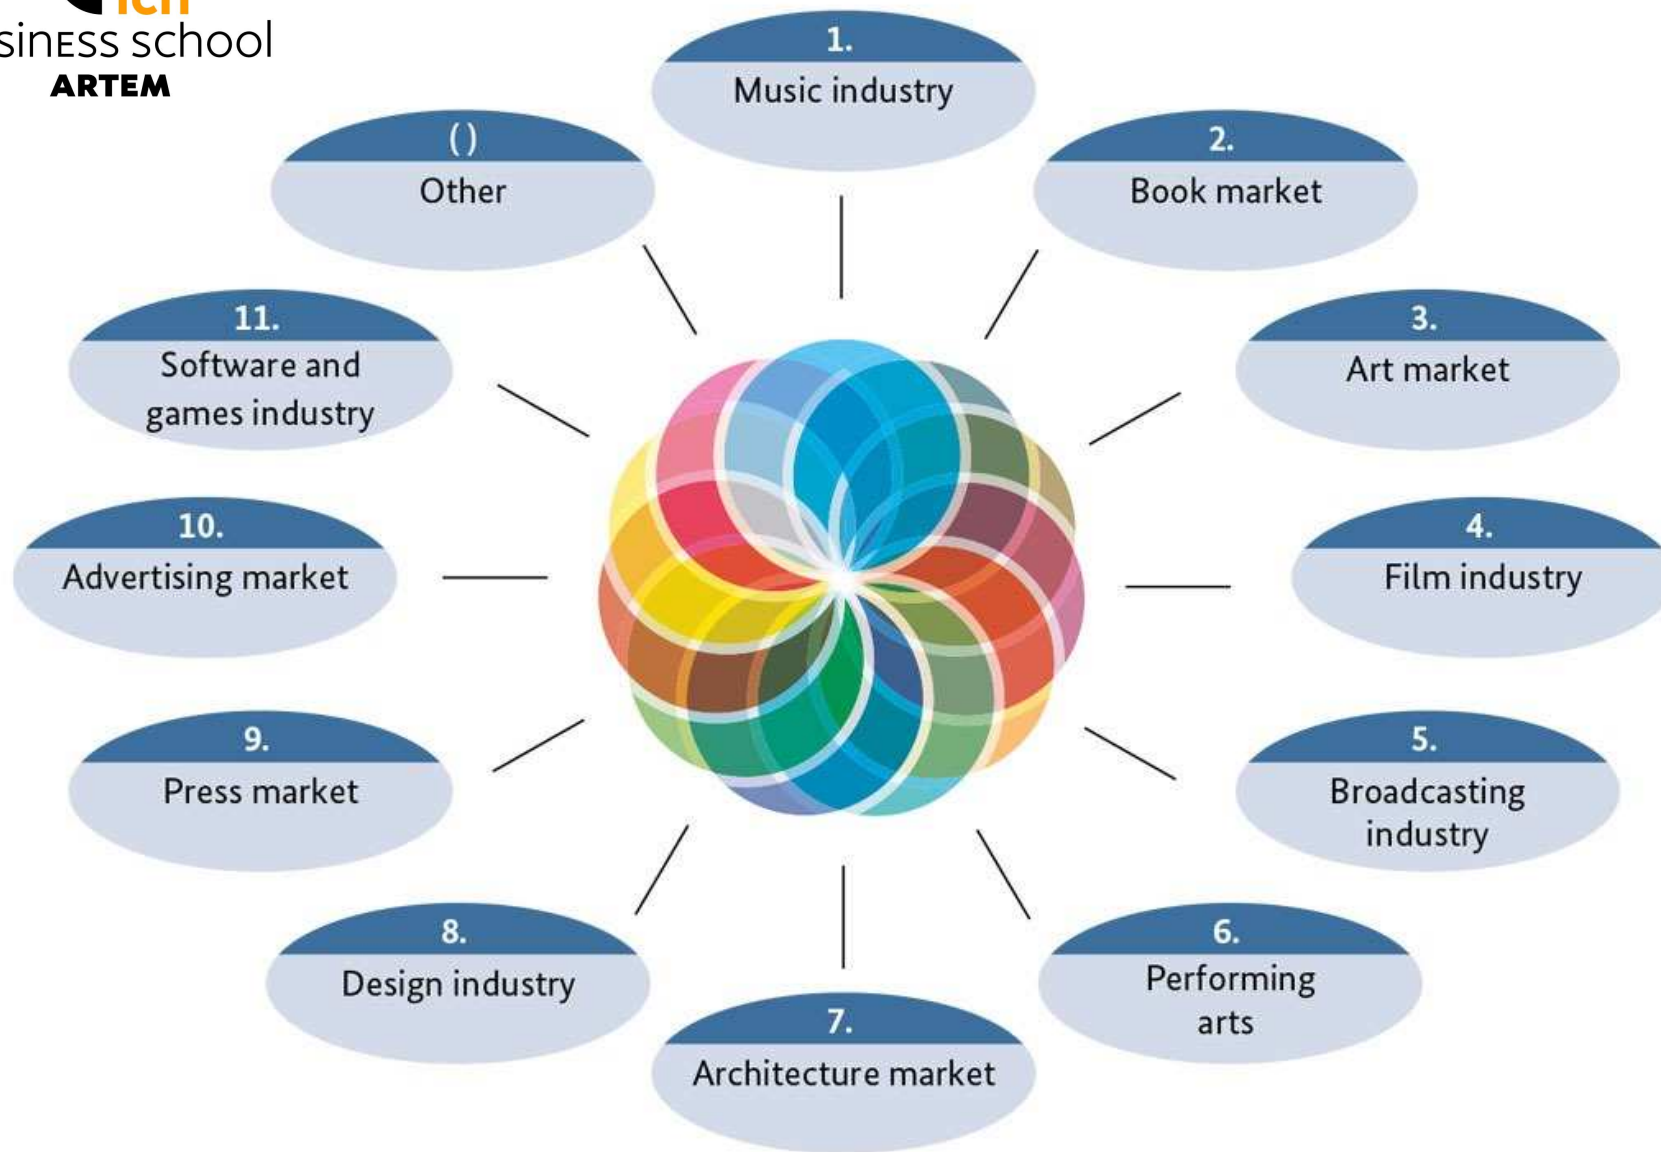 business school
ARTEM
1.
Music industry
2.
Book market
3.
Art market
4.
Film industry
5.
Broadcasting
industry
6.
Performing
arts
7.
Architecture market
8.
Design industry
9.
Press market
10.
Advertising market
11.
Software and
games industry
( )
Other